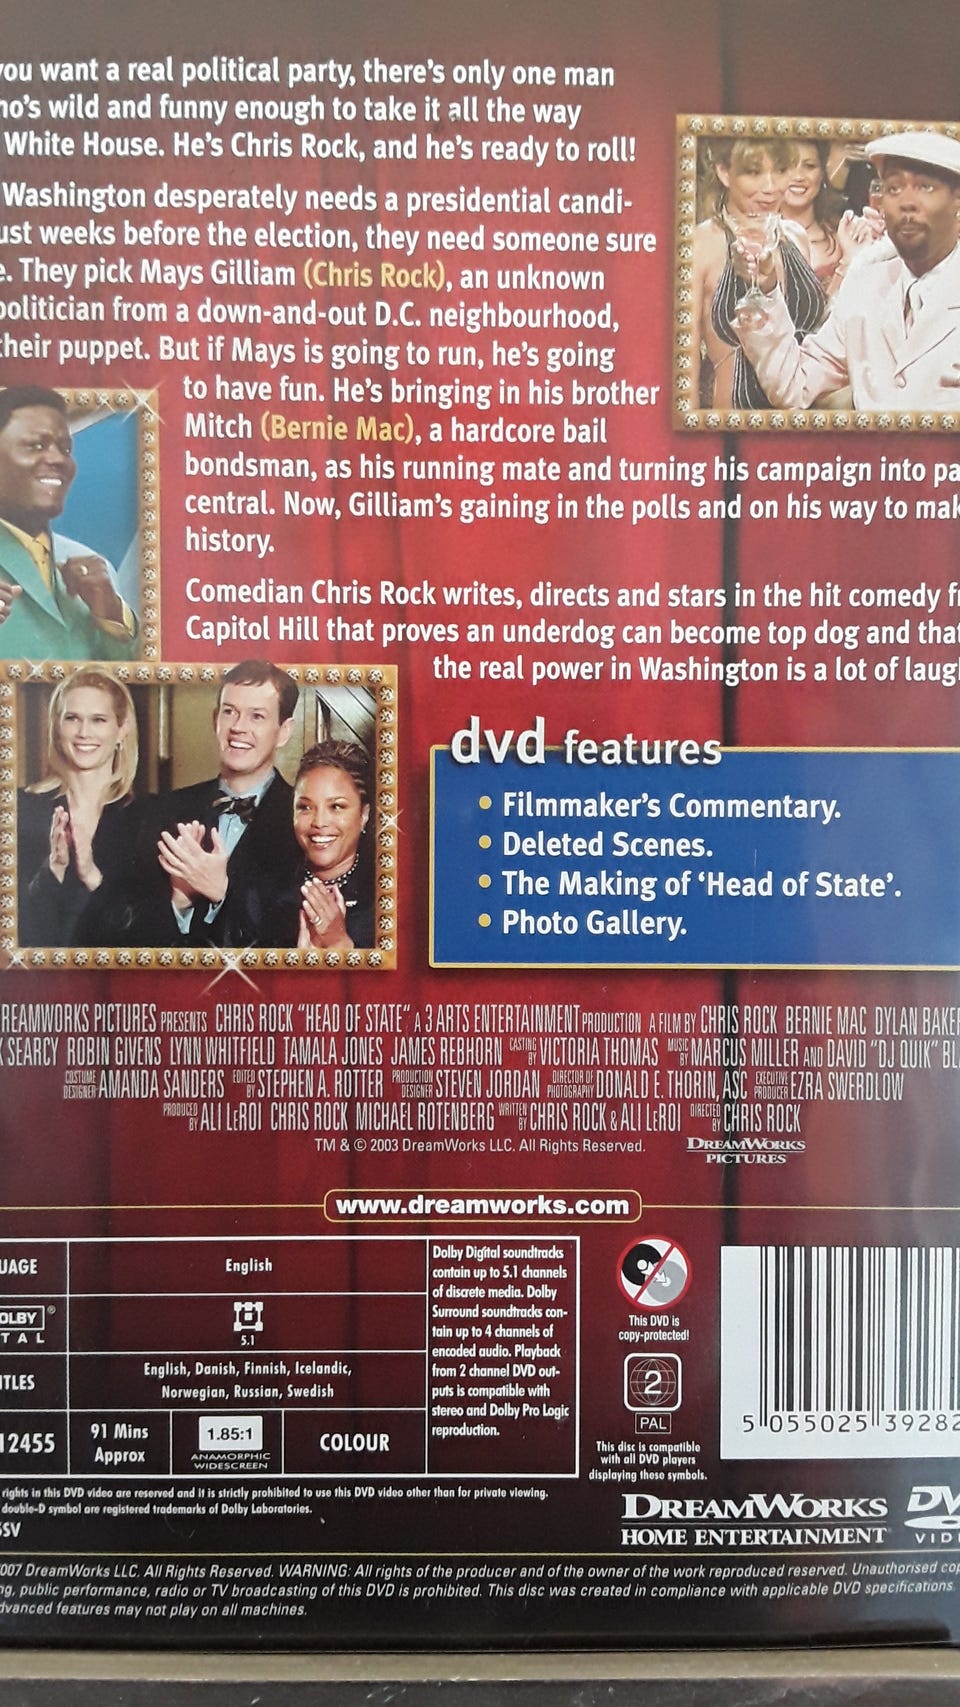 you want a real political party, there's only one man
ho's wild and funny enough to take it all the way
White House. He's Chris Rock, and he's ready to roll!
Washington desperately needs a presidential candi-
ust weeks before the election, they need someone sure
e. They pick Mays Gilliam (Chris Rock), an unknown
politician from a down-and-out D.C. neighbourhood,
their puppet. But if Mays is going to run, he's going
to have fun. He's bringing in his brother
Mitch (Bernie Mac), a hardcore bail
bondsman, as his running mate and turning his campaign into pa
central. Now, Gilliam's gaining in the polls and on his way to mak
history.
Comedian Chris Rock writes, directs and stars in the hit comedy fr
Capitol Hill that proves an underdog can become top dog and that
the real power in Washington is a lot of laugh
dvd features
• Filmmaker's Commentary.
• Deleted Scenes.
• The Making of 'Head of State'.
• Photo Gallery.
REAMWORKS PICTURES PRESENTS CHRIS ROCK "HEAD OF STATE" A 3 ARTS ENTERTAINMENT PRODUCTION A FILM BY CHRIS ROCK BERNIE MAC DYLAN BAKER
K SEARCY ROBIN GIVENS LYNN WHITFIELD TAMALA JONES JAMES REBHORN CASTING BY VICTORIA THOMAS MUSIC BY MARCUS MILLER AND DAVID "DJ QUIK" BL
COSTUME DESIGNER AMANDA SANDERS EDITED BY STEPHEN A. ROTTER PRODUCTION DESIGNER STEVEN JORDAN DIRECTOR OF PHOTOGRAPHY DONALD E. THORIN, ASC EXECUTIVE PRODUCER EZRA SWERDLOW
PRODUCED BY ALI LEROI CHRIS ROCK MICHAEL ROTENBERG WRITTEN BY CHRIS ROCK & ALI LEROI DIRECTED BY CHRIS ROCK
TM & © 2003 DreamWorks LLC. All Rights Reserved.
DREAMWORKS
PICTURES
www.dreamworks.com
UAGE
English
OLBY ®
TAL
5.1
ITLES
English, Danish, Finnish, Icelandic,
Norwegian, Russian, Swedish
12455
91 Mins
Approx
1.85:1
ANAMORPHIC
WIDESCREEN
COLOUR
Dolby Digital soundtracks
contain up to 5.1 channels
of discrete media. Dolby
Surround soundtracks con-
tain up to 4 channels of
encoded audio. Playback
from 2 channel DVD out-
puts is compatible with
stereo and Dolby Pro Logic
reproduction.
This DVD is
copy-protected!
2
PAL
This disc is compatible
with all DVD players
displaying these symbols.
5 055025 39282
rights in this DVD video are reserved and it is strictly prohibited to use this DVD video other than for private viewing.
double-D symbol are registered trademarks of Dolby Laboratories.
SV
DREAMWORKS
HOME ENTERTAINMENT
DV
VID
007 DreamWorks LLC. All Rights Reserved. WARNING: All rights of the producer and of the owner of the work reproduced reserved. Unauthorised cop
ng, public performance, radio or TV broadcasting of this DVD is prohibited. This disc was created in compliance with applicable DVD specifications.
dvanced features may not play on all machines.